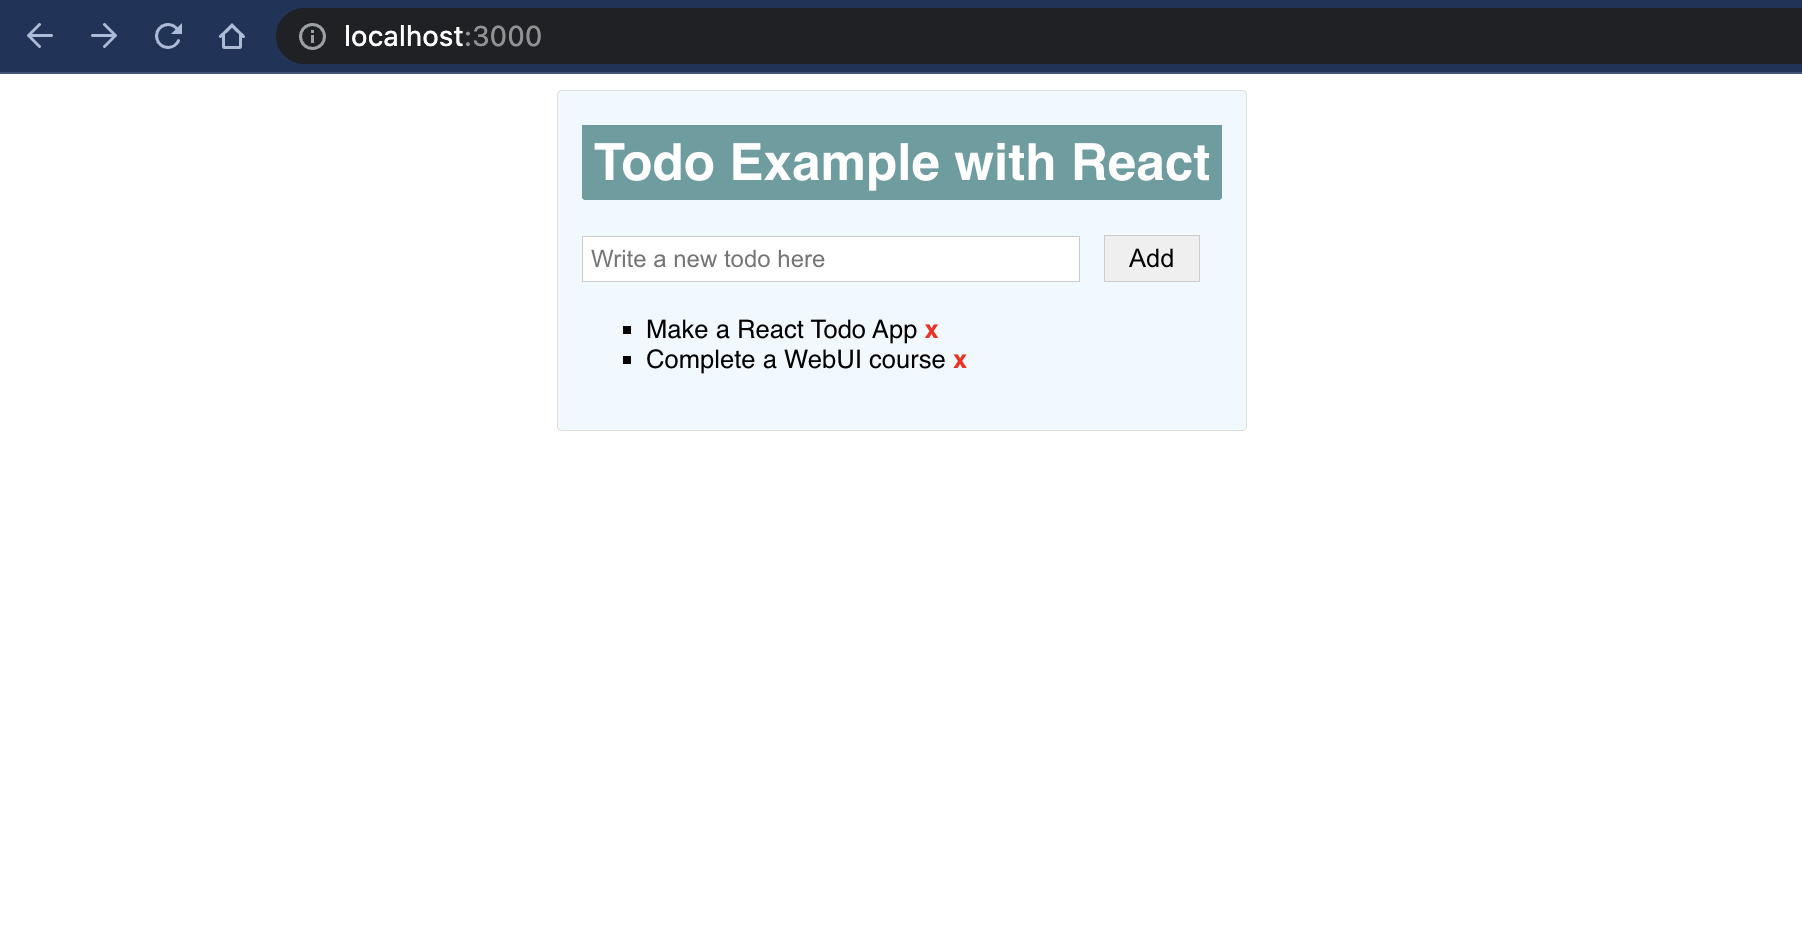 localhost:3000
Todo Example with React
Write a new todo here
Add
Make a React Todo App x
Complete a WebUI course x